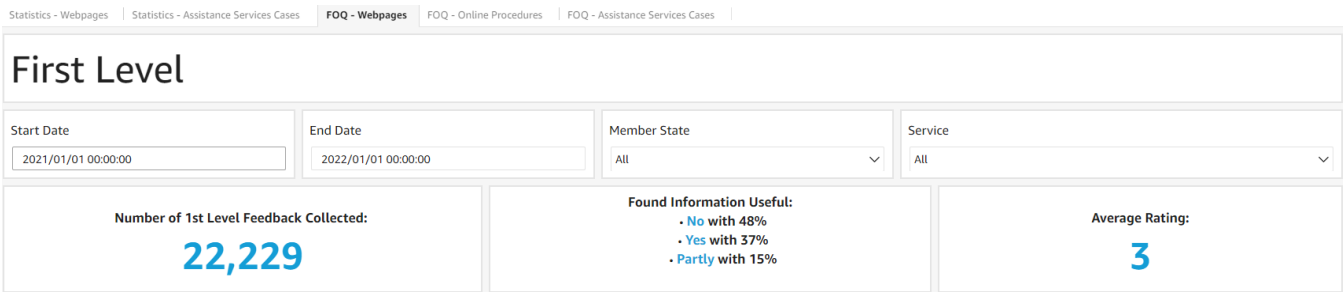 Statistics - Webpages
Statistics - Assistance Services Cases
FOQ - Webpages
FOQ - Online Procedures
FOQ - Assistance Services Cases
First Level
Start Date
2021/01/01 00:00:00
End Date
2022/01/01 00:00:00
Member State
All
Service
All
Number of 1st Level Feedback Collected:
22,229
Found Information Useful:
• No with 48%
• Yes with 37%
• Partly with 15%
Average Rating:
3